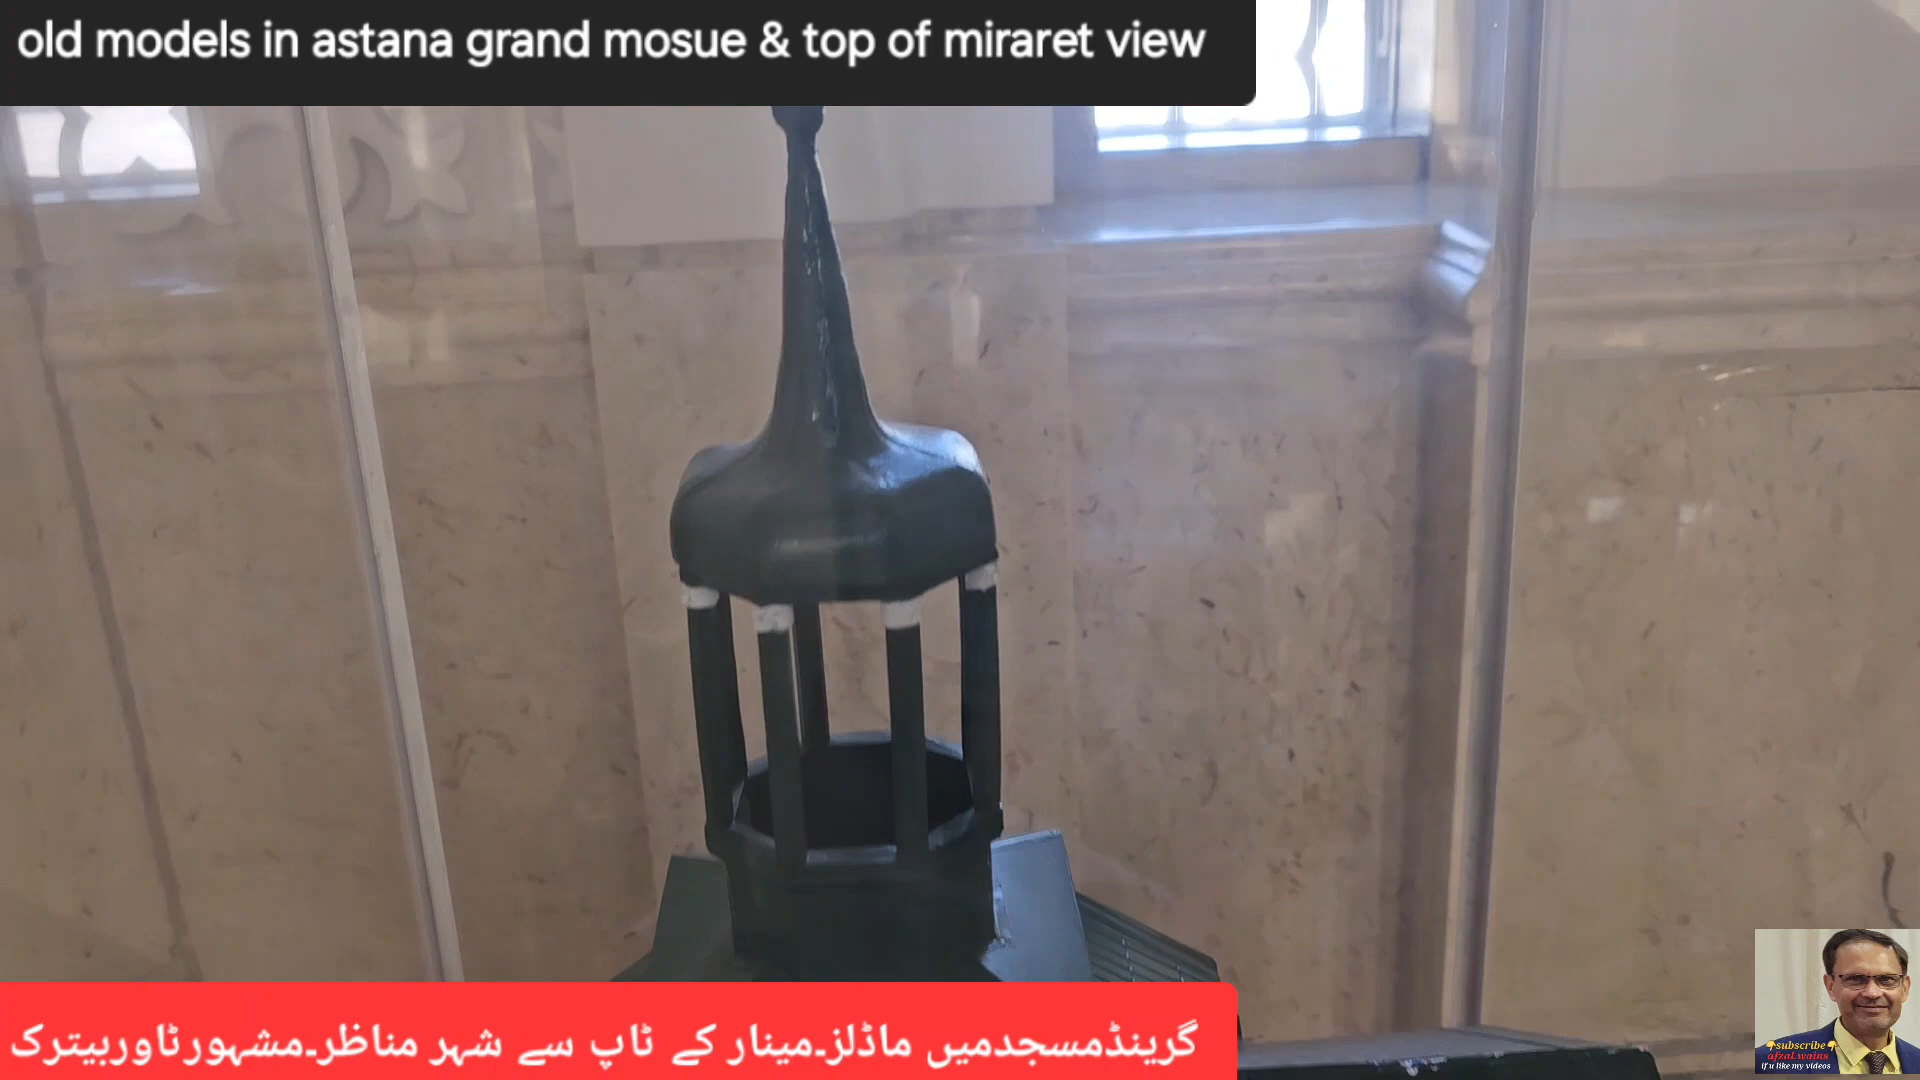 old models in astana grand mosue & top of miraret view
گرینڈمسجدمیں ماڈلز۔مینار کے ٹاپ سے شہر مناظر۔مشہورٹاوربیترک
👇subscribe👇
afzal.wains
if u like my videos